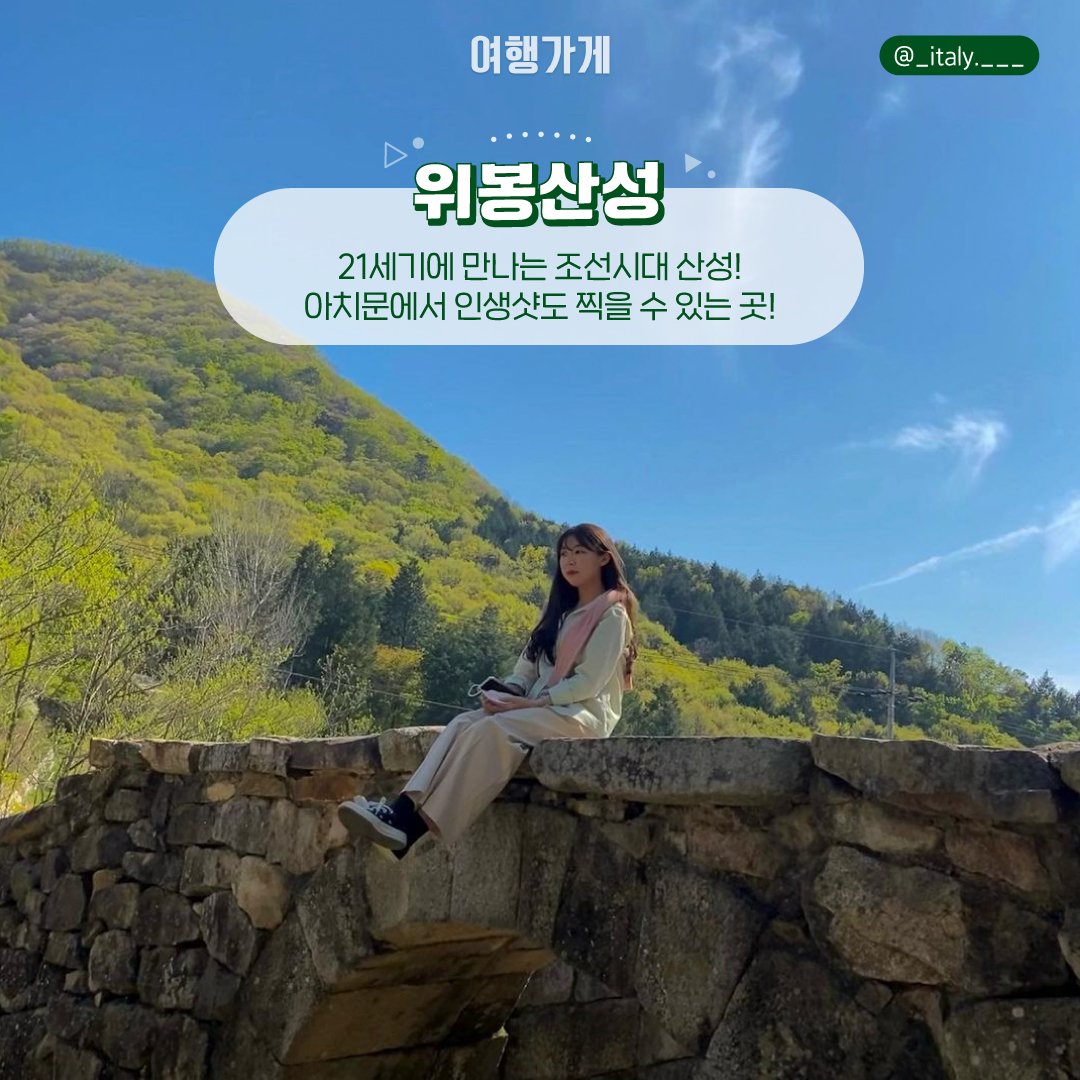 여행가게
@_italy.___
위봉산성
21세기에 만나는 조선시대 산성!
아치문에서 인생샷도 찍을 수 있는 곳!